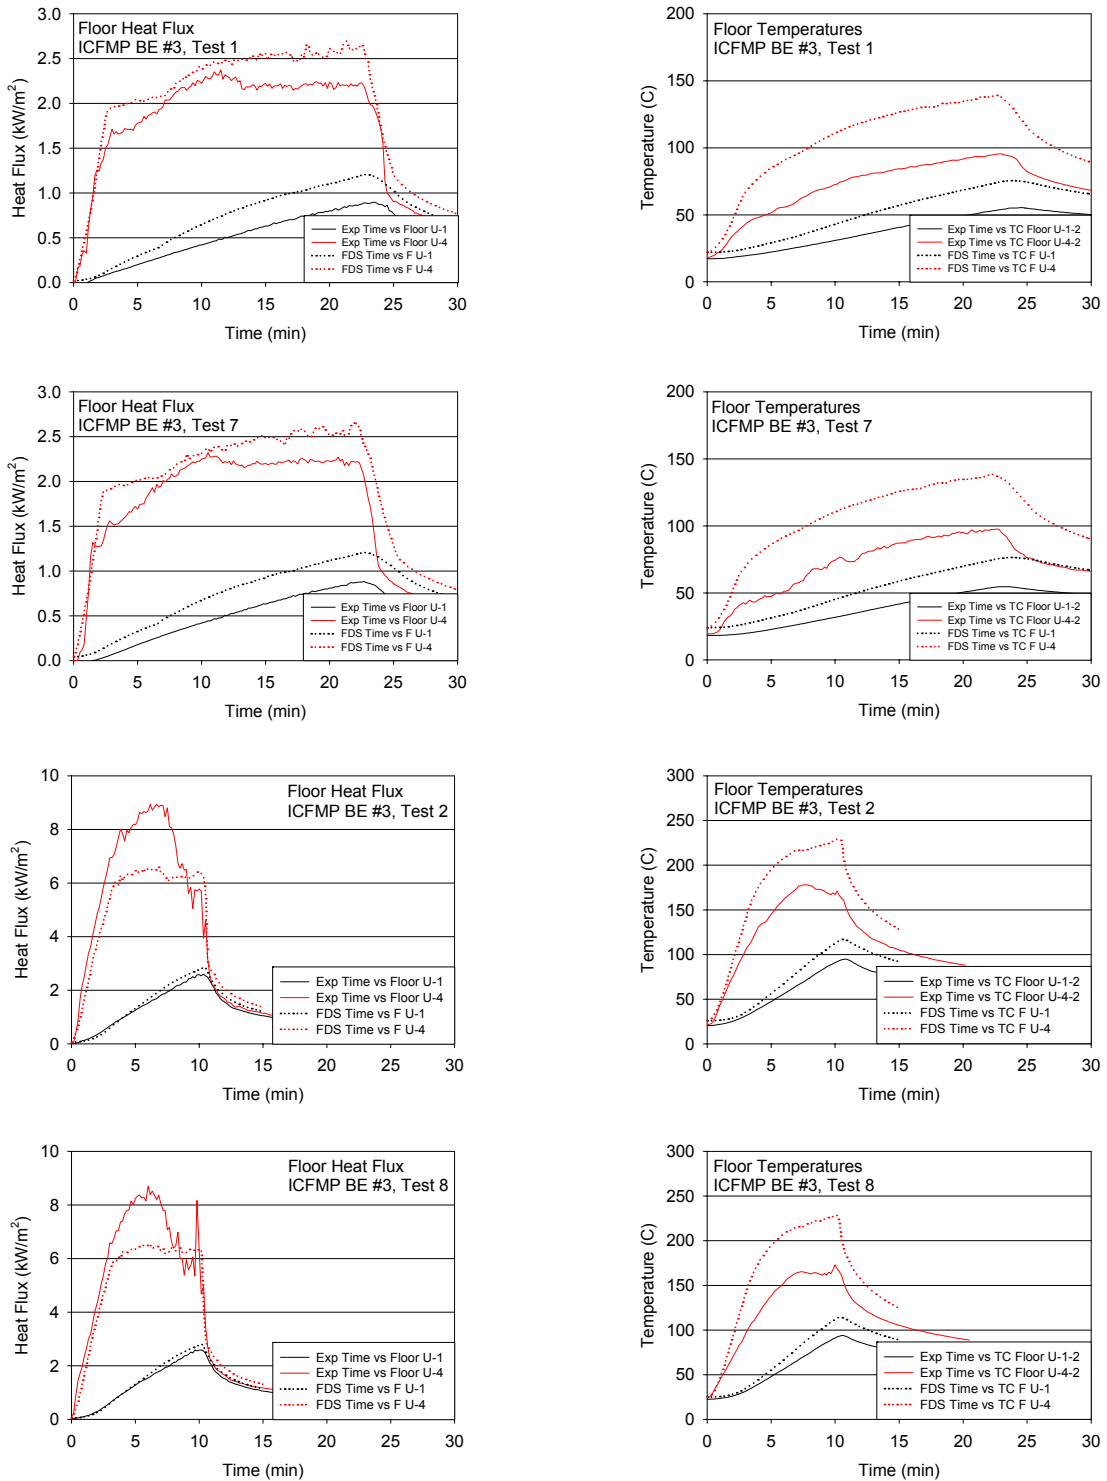 Floor Heat Flux
ICFMP BE #3, Test 1
Heat Flux (kW/m²)
3.0
2.5
2.0
1.5
1.0
0.5
0.0
Exp Time vs Floor U-1
Exp Time vs Floor U-4
FDS Time vs F U-1
FDS Time vs F U-4
0 5 10 15 20 25 30
Time (min)
Floor Temperatures
ICFMP BE #3, Test 1
Temperature (C)
200
150
100
50
0
Exp Time vs TC Floor U-1-2
Exp Time vs TC Floor U-4-2
FDS Time vs TC F U-1
FDS Time vs TC F U-4
0 5 10 15 20 25 30
Time (min)
Floor Heat Flux
ICFMP BE #3, Test 7
Heat Flux (kW/m²)
3.0
2.5
2.0
1.5
1.0
0.5
0.0
Exp Time vs Floor U-1
Exp Time vs Floor U-4
FDS Time vs F U-1
FDS Time vs F U-4
0 5 10 15 20 25 30
Time (min)
Floor Temperatures
ICFMP BE #3, Test 7
Temperature (C)
200
150
100
50
0
Exp Time vs TC Floor U-1-2
Exp Time vs TC Floor U-4-2
FDS Time vs TC F U-1
FDS Time vs TC F U-4
0 5 10 15 20 25 30
Time (min)
Floor Heat Flux
ICFMP BE #3, Test 2
Heat Flux (kW/m²)
10
8
6
4
2
0
Exp Time vs Floor U-1
Exp Time vs Floor U-4
FDS Time vs F U-1
FDS Time vs F U-4
0 5 10 15 20 25 30
Time (min)
Floor Temperatures
ICFMP BE #3, Test 2
Temperature (C)
300
250
200
150
100
50
0
Exp Time vs TC Floor U-1-2
Exp Time vs TC Floor U-4-2
FDS Time vs TC F U-1
FDS Time vs TC F U-4
0 5 10 15 20 25 30
Time (min)
Floor Heat Flux
ICFMP BE #3, Test 8
Heat Flux (kW/m²)
10
8
6
4
2
0
Exp Time vs Floor U-1
Exp Time vs Floor U-4
FDS Time vs F U-1
FDS Time vs F U-4
0 5 10 15 20 25 30
Time (min)
Floor Temperatures
ICFMP BE #3, Test 8
Temperature (C)
300
250
200
150
100
50
0
Exp Time vs TC Floor U-1-2
Exp Time vs TC Floor U-4-2
FDS Time vs TC F U-1
FDS Time vs TC F U-4
0 5 10 15 20 25 30
Time (min)